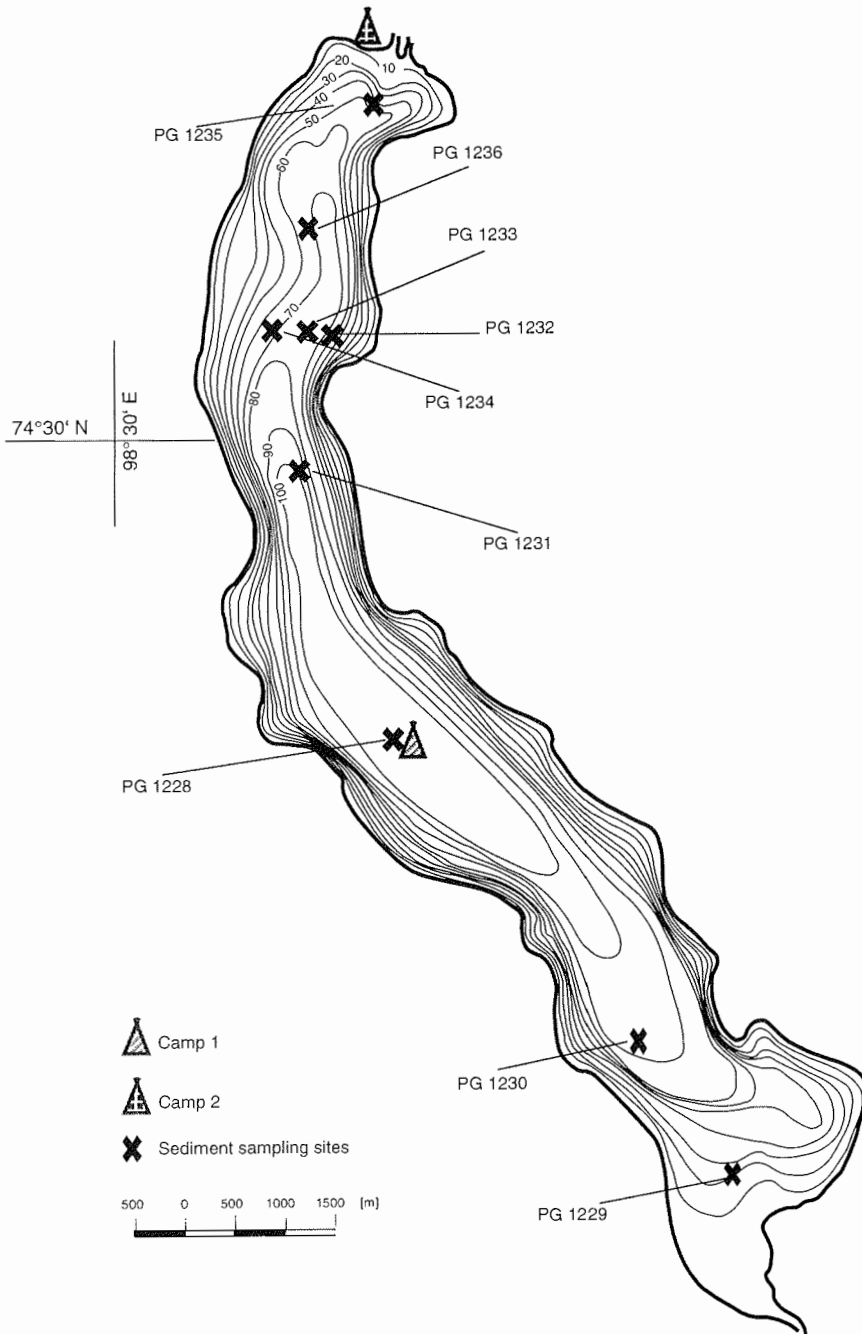 20
10
30
40
50
PG 1235
PG 1236
60
PG 1233
70
PG 1232
80
PG 1234
74°30' N
98° 30' E
90
100
PG 1231
PG 1228
Camp 1
PG 1230
Camp 2
Sediment sampling sites
500 0 500 1000 1500 [m]
PG 1229